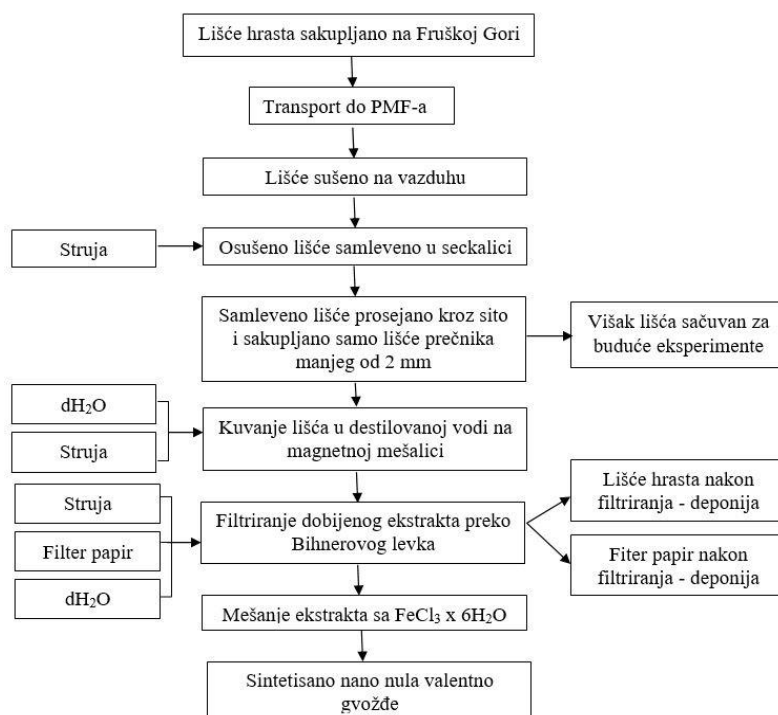 Lišće hrasta sakupljano na Fruškoj Gori
Transport do PMF-a
Lišće sušeno na vazduhu
Struja
Osušeno lišće samleveno u seckalici
Samleveno lišće prosejano kroz sito
i sakupljano samo lišće prečnika
manjeg od 2 mm
Višak lišća sačuvan za
buduće eksperimente
dH₂O
Struja
Kuvanje lišća u destilovanoj vodi na
magnetnoj mešalici
Struja
Filter papir
dH₂O
Filtriranje dobijenog ekstrakta preko
Bihnerovog levka
Lišće hrasta nakon
filtriranja - deponija
Fiter papir nakon
filtriranja - deponija
Mešanje ekstrakta sa FeCl₃ x 6H₂O
Sintetisano nano nula valentno
gvožđe